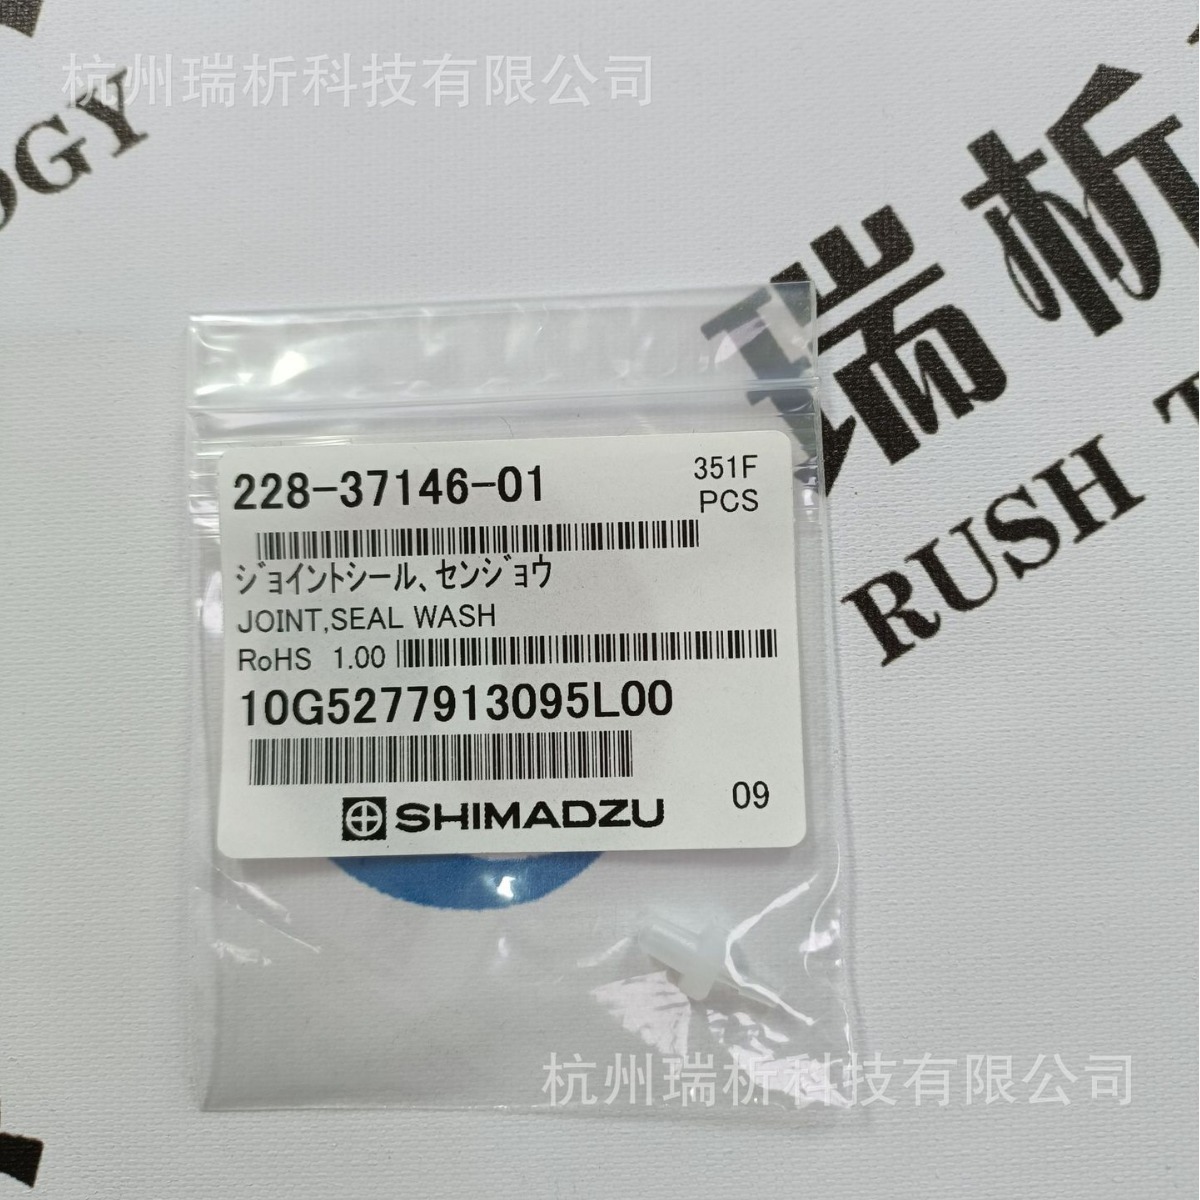 杭州瑞析科技有限公司
OGY
瑞析
RUSH T
228-37146-01
351F
PCS
ジョイントシール、センジョウ
JOINT,SEAL WASH
RoHS 1.00
10G5277913095L00
SHIMADZU
09
杭州瑞析科技有限公司